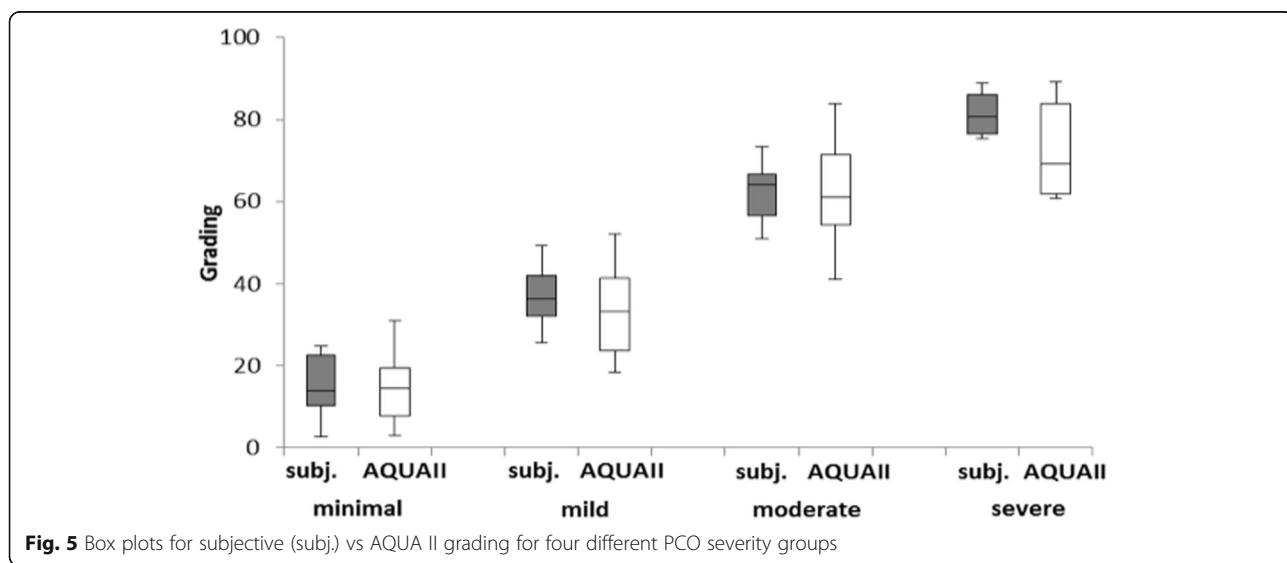 100
80
60
40
20
0
Grading
subj. AQUAII subj. AQUAII subj. AQUAII subj. AQUAII
minimal mild moderate severe
Fig. 5 Box plots for subjective (subj.) vs AQUA II grading for four different PCO severity groups